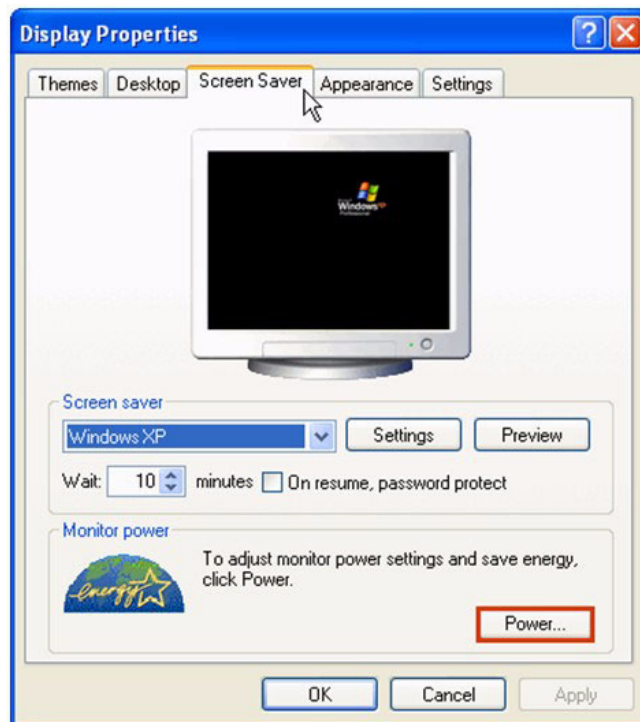 Display Properties
Themes Desktop Screen Saver Appearance Settings
Windows xp
Professional
Screen saver
Windows XP Settings Preview
Wait: 10 minutes On resume, password protect
Monitor power
energy
To adjust monitor power settings and save energy,
click Power.
Power...
OK Cancel Apply